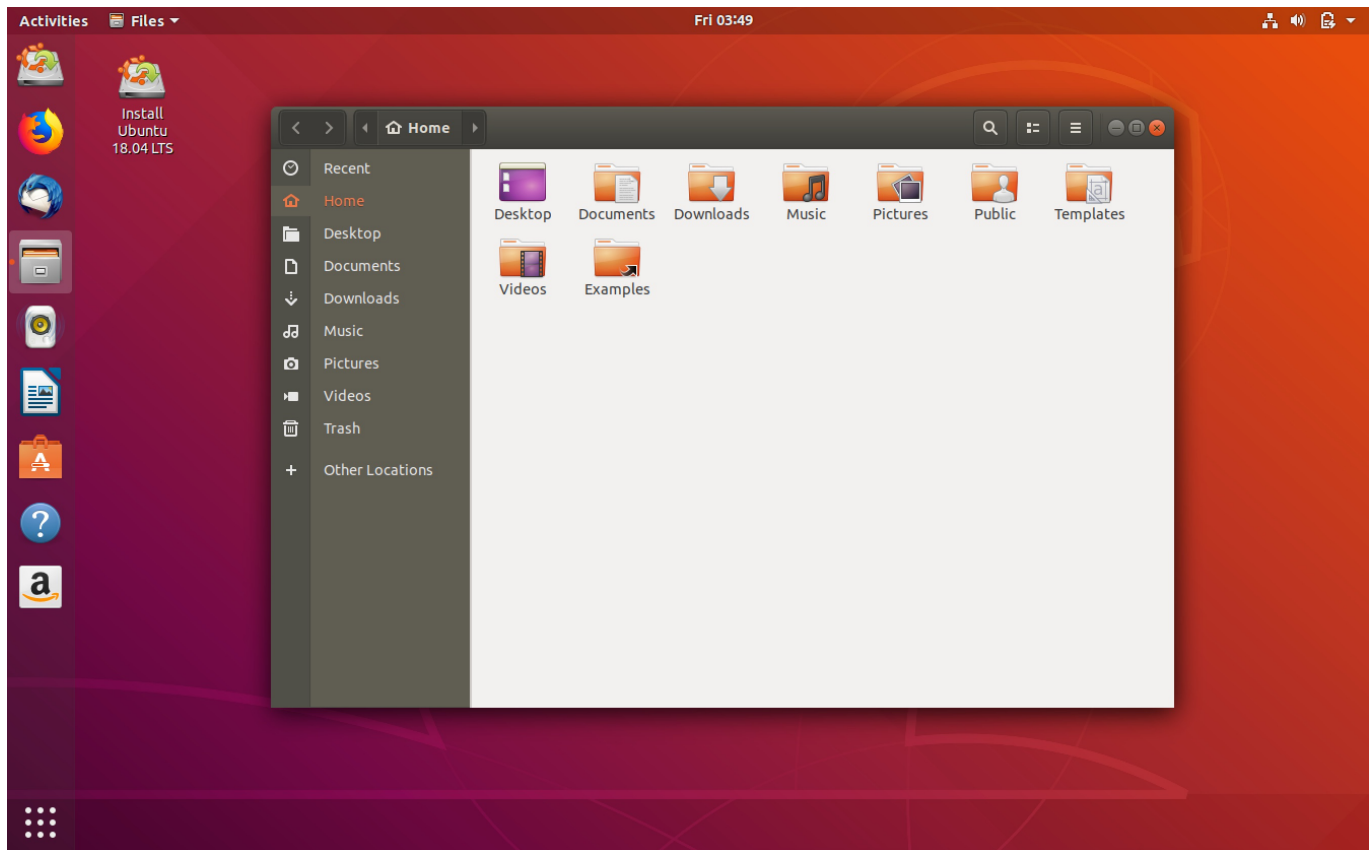 Activities
Files
Fri 03:49
Install
Ubuntu
18.04 LTS
Home
Recent
Home
Desktop
Documents
Downloads
Music
Pictures
Videos
Trash
Other Locations
Desktop Documents Downloads Music Pictures Public Templates
Videos Examples